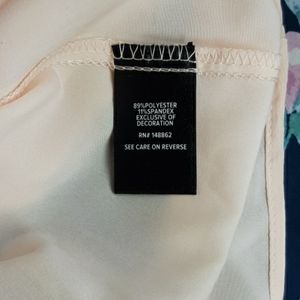 89%POLYESTER
11%SPANDEX
EXCLUSIVE OF
DECORATION
RN# 148862
SEE CARE ON REVERSE